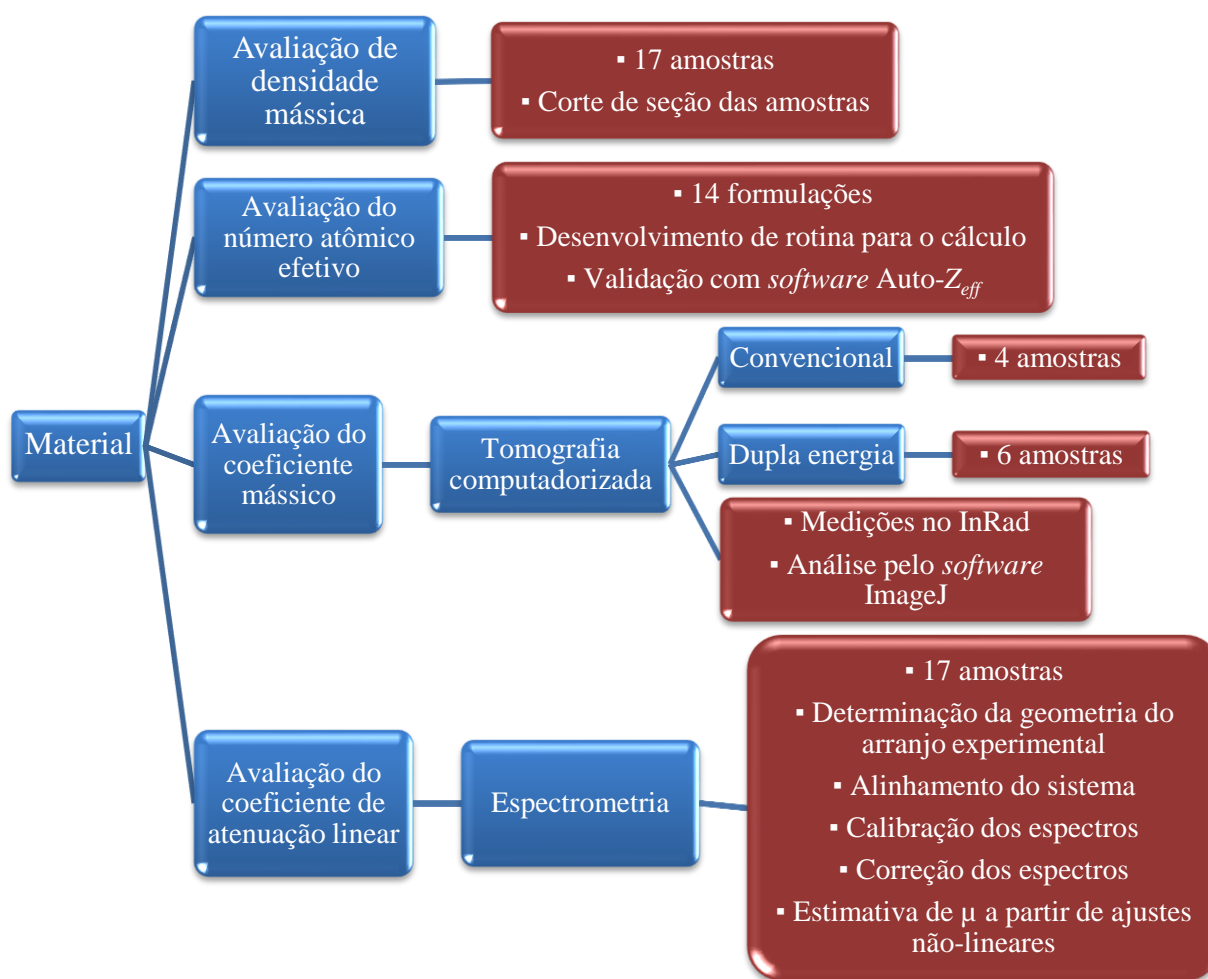 Material
Avaliação de
densidade
mássica
▪ 17 amostras
▪ Corte de seção das amostras
Avaliação do
número atômico
efetivo
▪ 14 formulações
▪ Desenvolvimento de rotina para o cálculo
▪ Validação com software Auto-Zeff
Avaliação do
coeficiente
mássico
Tomografia
computadorizada
Convencional
▪ 4 amostras
Dupla energia
▪ 6 amostras
▪ Medições no InRad
▪ Análise pelo software
ImageJ
Avaliação do
coeficiente de
atenuação linear
Espectrometria
▪ 17 amostras
▪ Determinação da geometria do
arranjo experimental
▪ Alinhamento do sistema
▪ Calibração dos espectros
▪ Correção dos espectros
▪ Estimativa de µ a partir de ajustes
não-lineares